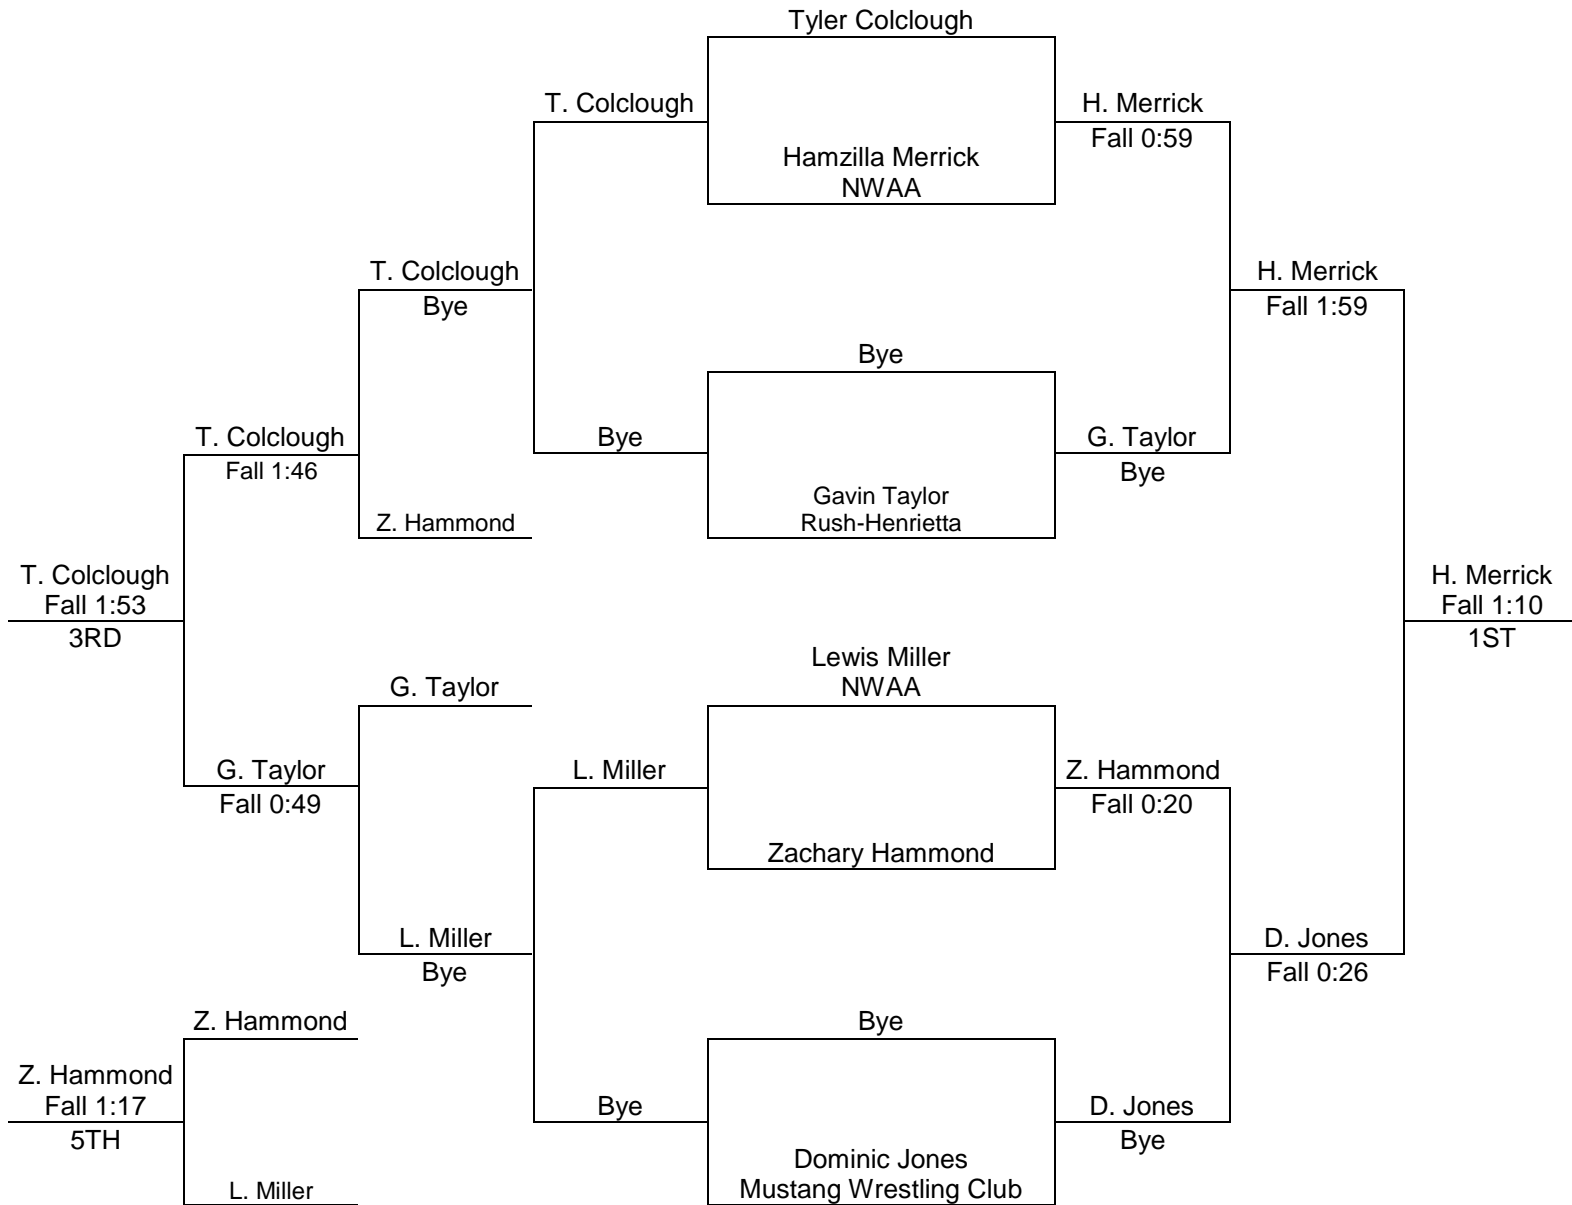 Tyler Colclough
T. Colclough
H. Merrick
Fall 0:59
Hamzilla Merrick
NWAA
T. Colclough
Bye
H. Merrick
Fall 1:59
Bye
T. Colclough
Fall 1:46
Bye
G. Taylor
Bye
Z. Hammond
Gavin Taylor
Rush-Henrietta
T. Colclough
Fall 1:53
3RD
H. Merrick
Fall 1:10
1ST
Lewis Miller
NWAA
G. Taylor
G. Taylor
Fall 0:49
L. Miller
Z. Hammond
Fall 0:20
Zachary Hammond
L. Miller
Bye
D. Jones
Fall 0:26
Z. Hammond
Bye
Z. Hammond
Fall 1:17
5TH
Bye
D. Jones
Bye
Dominic Jones
Mustang Wrestling Club
L. Miller